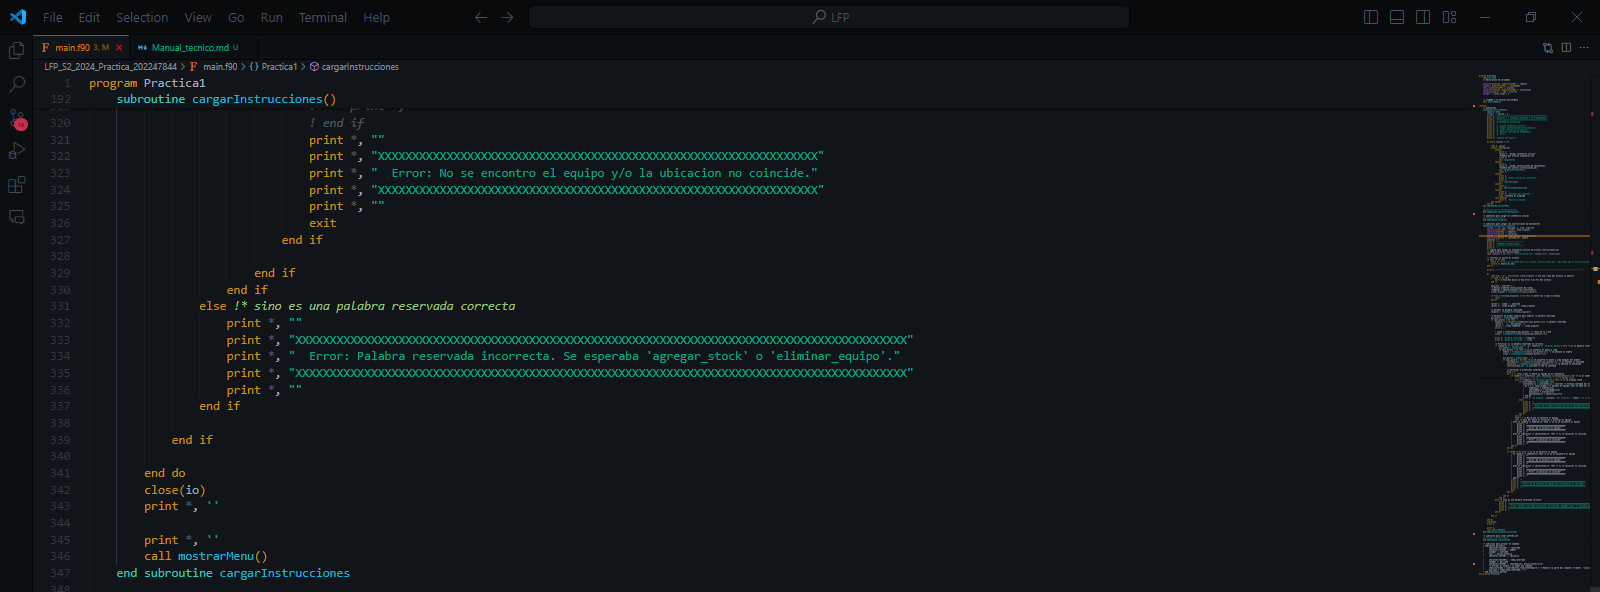 File Edit Selection View Go Run Terminal Help LFP
main.f90 3, M Manual_tecnico.md U
LFP_S2_2024_Practica_202247844 > main.f90 > {} Practica1 > cargarInstrucciones
1 program Practica1
192 subroutine cargarInstrucciones()
320 ! end if
321 print *, ""
322 print *, "XXXXXXXXXXXXXXXXXXXXXXXXXXXXXXXXXXXXXXXXXXXXXXXXXXXXXXXXXXXXXXXX"
323 print *, "  Error: No se encontro el equipo y/o la ubicacion no coincide."
324 print *, "XXXXXXXXXXXXXXXXXXXXXXXXXXXXXXXXXXXXXXXXXXXXXXXXXXXXXXXXXXXXXXXX"
325 print *, ""
326 exit
327 end if
328
329 end if
330 end if
331 else !* sino es una palabra reservada correcta
332 print *, ""
333 print *, "XXXXXXXXXXXXXXXXXXXXXXXXXXXXXXXXXXXXXXXXXXXXXXXXXXXXXXXXXXXXXXXXXXXXXXXXXXXXXXXXXXXXXXXXX"
334 print *, "  Error: Palabra reservada incorrecta. Se esperaba 'agregar_stock' o 'eliminar_equipo'."
335 print *, "XXXXXXXXXXXXXXXXXXXXXXXXXXXXXXXXXXXXXXXXXXXXXXXXXXXXXXXXXXXXXXXXXXXXXXXXXXXXXXXXXXXXXXXXX"
336 print *, ""
337 end if
338
339 end if
340
341 end do
342 close(io)
343 print *, ''
344
345 print *, ''
346 call mostrarMenu()
347 end subroutine cargarInstrucciones
348